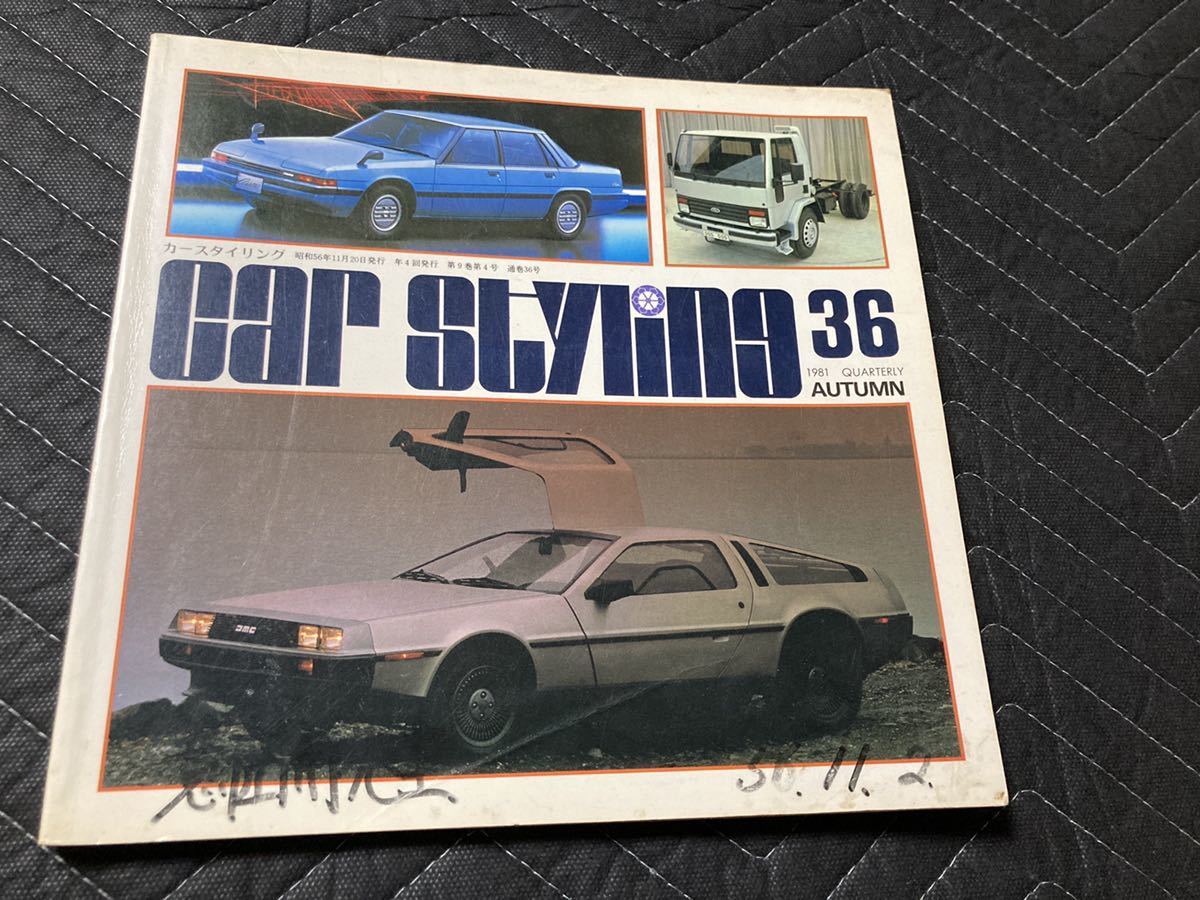 カースタイリング 昭和56年11月20日発行 年4回発行 第9巻第4号 通巻36号
car styling 36
1981 QUARTERLY
AUTUMN
DMC
56.11.2.